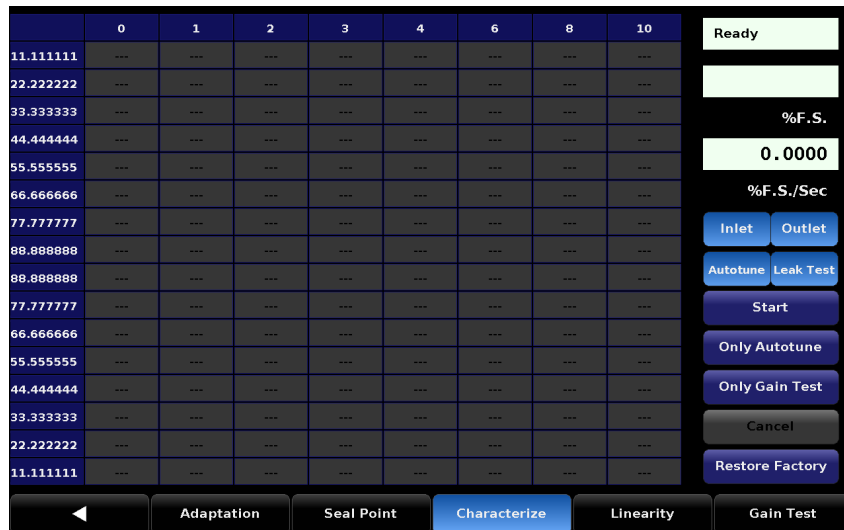 0 1 2 3 4 6 8 10
11.111111 --- --- --- --- --- --- --- ---
22.222222 --- --- --- --- --- --- --- ---
33.333333 --- --- --- --- --- --- --- ---
44.444444 --- --- --- --- --- --- --- ---
55.555555 --- --- --- --- --- --- --- ---
66.666666 --- --- --- --- --- --- --- ---
77.777777 --- --- --- --- --- --- --- ---
88.888888 --- --- --- --- --- --- --- ---
88.888888 --- --- --- --- --- --- --- ---
77.777777 --- --- --- --- --- --- --- ---
66.666666 --- --- --- --- --- --- --- ---
55.555555 --- --- --- --- --- --- --- ---
44.444444 --- --- --- --- --- --- --- ---
33.333333 --- --- --- --- --- --- --- ---
22.222222 --- --- --- --- --- --- --- ---
11.111111 --- --- --- --- --- --- --- ---
Ready
%F.S.
0.0000
%F.S./Sec
Inlet Outlet
Autotune Leak Test
Start
Only Autotune
Only Gain Test
Cancel
Restore Factory
Adaptation Seal Point Characterize Linearity Gain Test